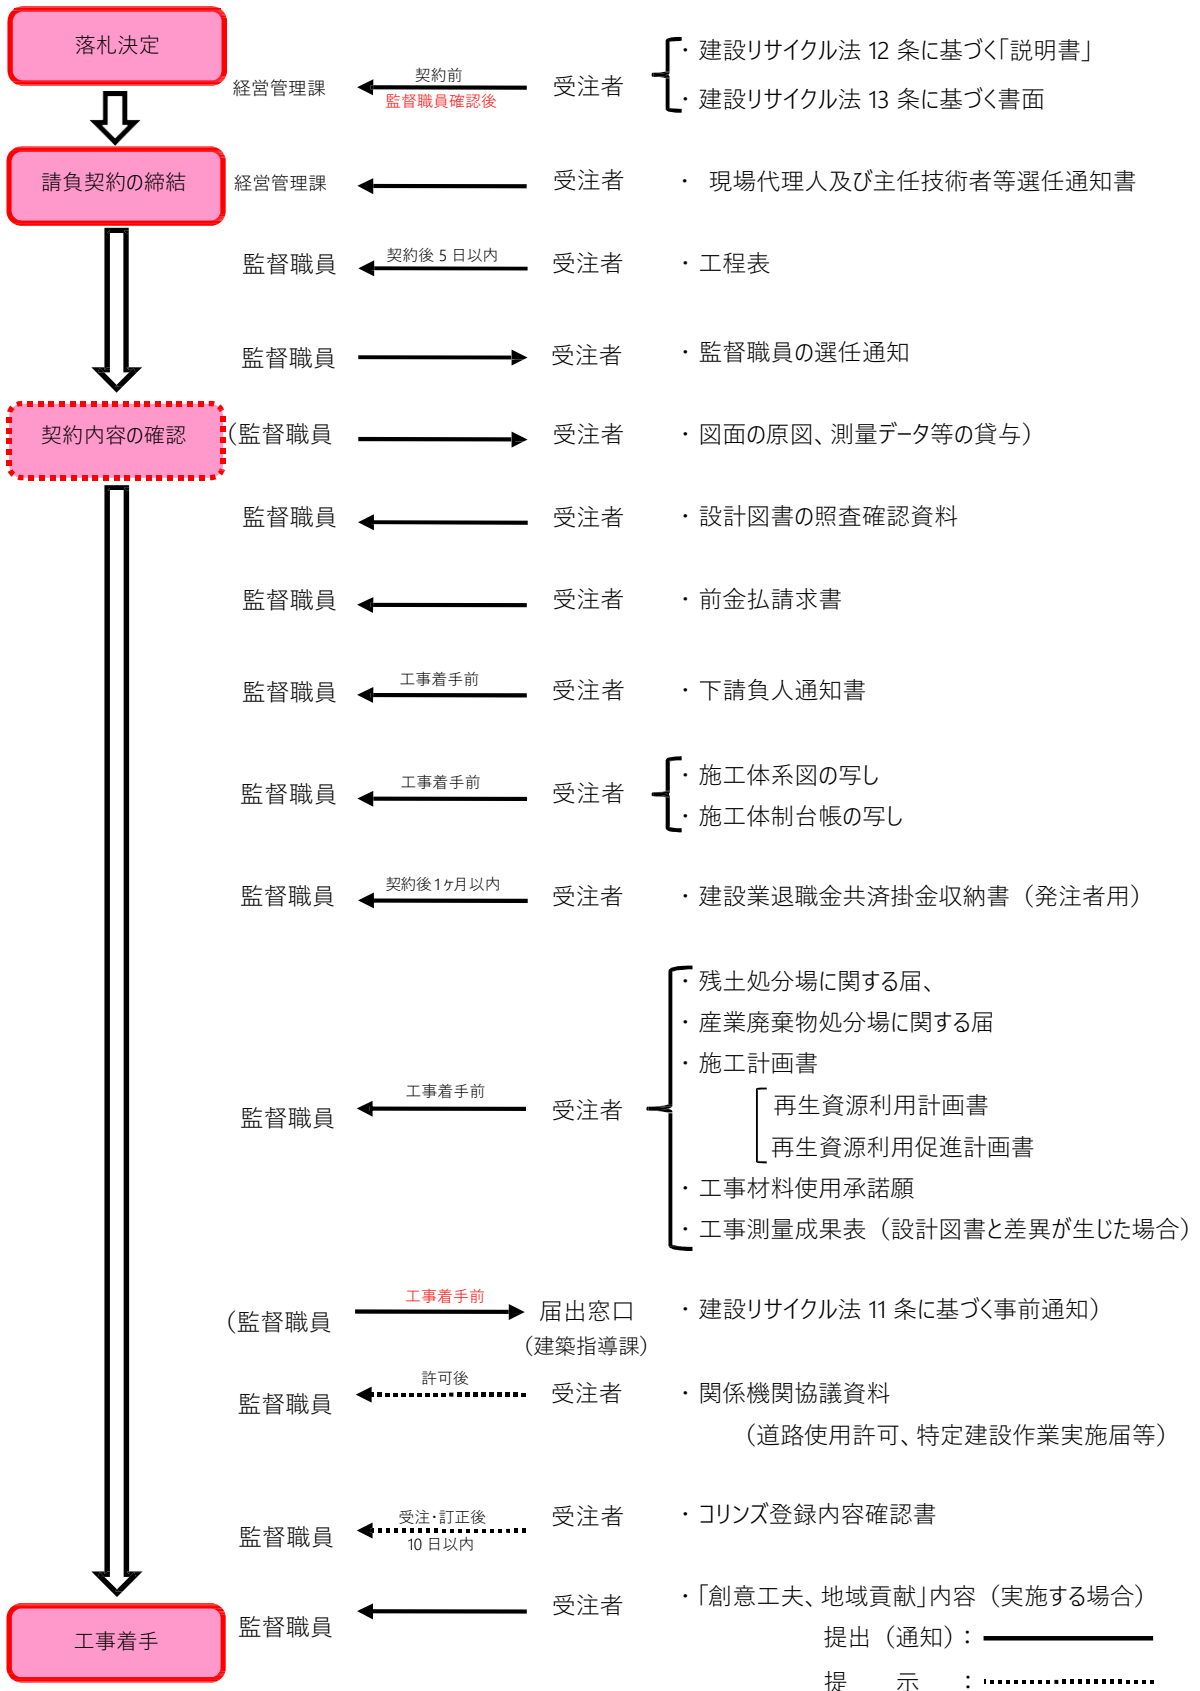 落札決定
・ 建設リサイクル法 12 条に基づく「説明書」
経営管理課 契約前 受注者
監督職員確認後
・ 建設リサイクル法 13 条に基づく書面
請負契約の締結 経営管理課 受注者 ・ 現場代理人及び主任技術者等選任通知書
監督職員 契約後 5 日以内 受注者 ・ 工程表
監督職員 受注者 ・ 監督職員の選任通知
契約内容の確認 （監督職員 受注者 ・ 図面の原図、測量データ等の貸与）
監督職員 受注者 ・ 設計図書の照査確認資料
監督職員 受注者 ・ 前金払請求書
監督職員 工事着手前 受注者 ・ 下請負人通知書
・ 施工体系図の写し
監督職員 工事着手前 受注者
・ 施工体制台帳の写し
監督職員 契約後1ヶ月以内 受注者 ・ 建設業退職金共済掛金収納書（発注者用）
・ 残土処分場に関する届、
・ 産業廃棄物処分場に関する届
・ 施工計画書
監督職員 工事着手前 受注者
再生資源利用計画書
再生資源利用促進計画書
・ 工事材料使用承諾願
・ 工事測量成果表（設計図書と差異が生じた場合）
（監督職員 工事着手前 届出窓口 ・ 建設リサイクル法 11 条に基づく事前通知）
（建築指導課）
監督職員 許可後 受注者 ・ 関係機関協議資料
（道路使用許可、特定建設作業実施届等）
監督職員 受注・訂正後 受注者 ・ コリンズ登録内容確認書
10 日以内
監督職員 受注者 ・ 「創意工夫、地域貢献」内容（実施する場合）
工事着手
提出（通知）：
提 示 ：